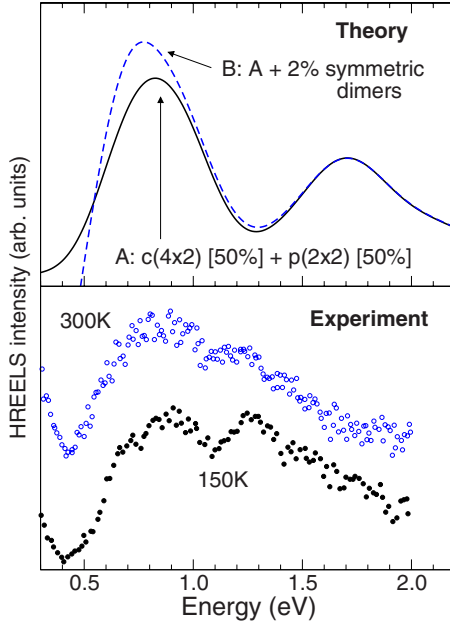 Theory
B: A + 2% symmetric
dimers
A: c(4x2) [50%] + p(2x2) [50%]
HREELS intensity (arb. units)
300K
Experiment
150K
0.5 1.0 1.5 2.0
Energy (eV)